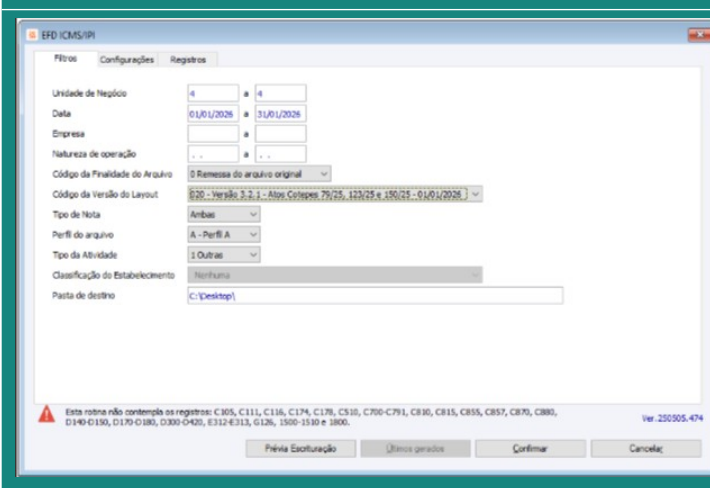 EFD ICMS/IPI
Filtros Configurações Registros
Unidade de Negócio 4 a 4
Data 01/01/2026 a 31/01/2026
Empresa a
Natureza de operação . . a . .
Código da Finalidade do Arquivo 0 Remessa do arquivo original
Código da Versão do Layout 020 - Versão 3.2.1 - Atos Cotepes 79/25, 123/25 e 150/25 - 01/01/2026
Tipo de Nota Ambas
Perfil do arquivo A - Perfil A
Tipo da Atividade 1 Outras
Classificação do Estabelecimento Nenhuma
Pasta de destino C:\Desktop\
Esta rotina não contempla os registros: C105, C111, C116, C174, C178, C510, C700-C791, C810, C815, C855, C857, C870, C880,
D140-D150, D170-D180, D300-D420, E312-E313, G126, 1500-1510 e 1800.
Ver.250505.474
Prévia Escrituração Últimos gerados Confirmar Cancelar